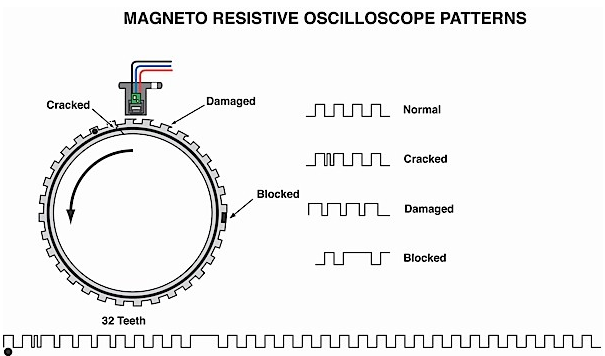 MAGNETO RESISTIVE OSCILLOSCOPE PATTERNS
Cracked
Damaged
Blocked
32 Teeth
Normal
Cracked
Damaged
Blocked